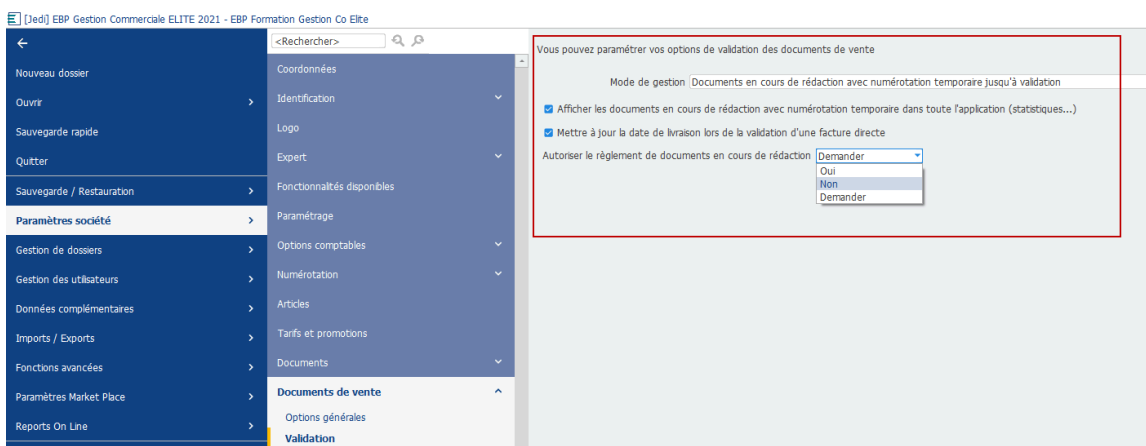 [Jedi] EBP Gestion Commerciale ELITE 2021 - EBP Formation Gestion Co Elite
Nouveau dossier
Ouvrir
Sauvegarde rapide
Quitter
Sauvegarde / Restauration
Paramètres société
Gestion de dossiers
Gestion des utilisateurs
Données complémentaires
Imports / Exports
Fonctions avancées
Paramètres Market Place
Reports On Line
<Rechercher>
Coordonnées
Identification
Logo
Expert
Fonctionnalités disponibles
Paramétrage
Options comptables
Numérotation
Articles
Tarifs et promotions
Documents
Documents de vente
Options générales
Validation
Vous pouvez paramétrer vos options de validation des documents de vente
Mode de gestion Documents en cours de rédaction avec numérotation temporaire jusqu'à validation
Afficher les documents en cours de rédaction avec numérotation temporaire dans toute l'application (statistiques...)
Mettre à jour la date de livraison lors de la validation d'une facture directe
Autoriser le règlement de documents en cours de rédaction Demander
Oui
Non
Demander